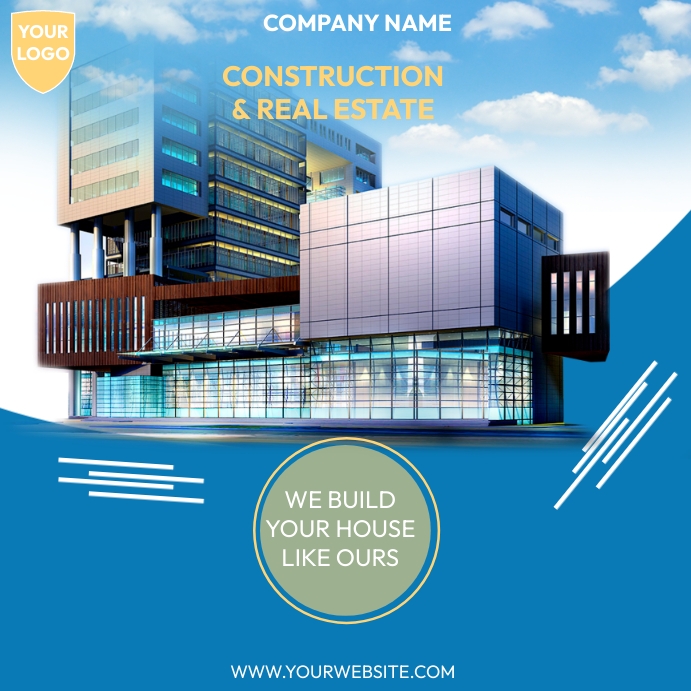 YOUR
LOGO
COMPANY NAME
CONSTRUCTION
& REAL ESTATE
WE BUILD
YOUR HOUSE
LIKE OURS
WWW.YOURWEBSITE.COM